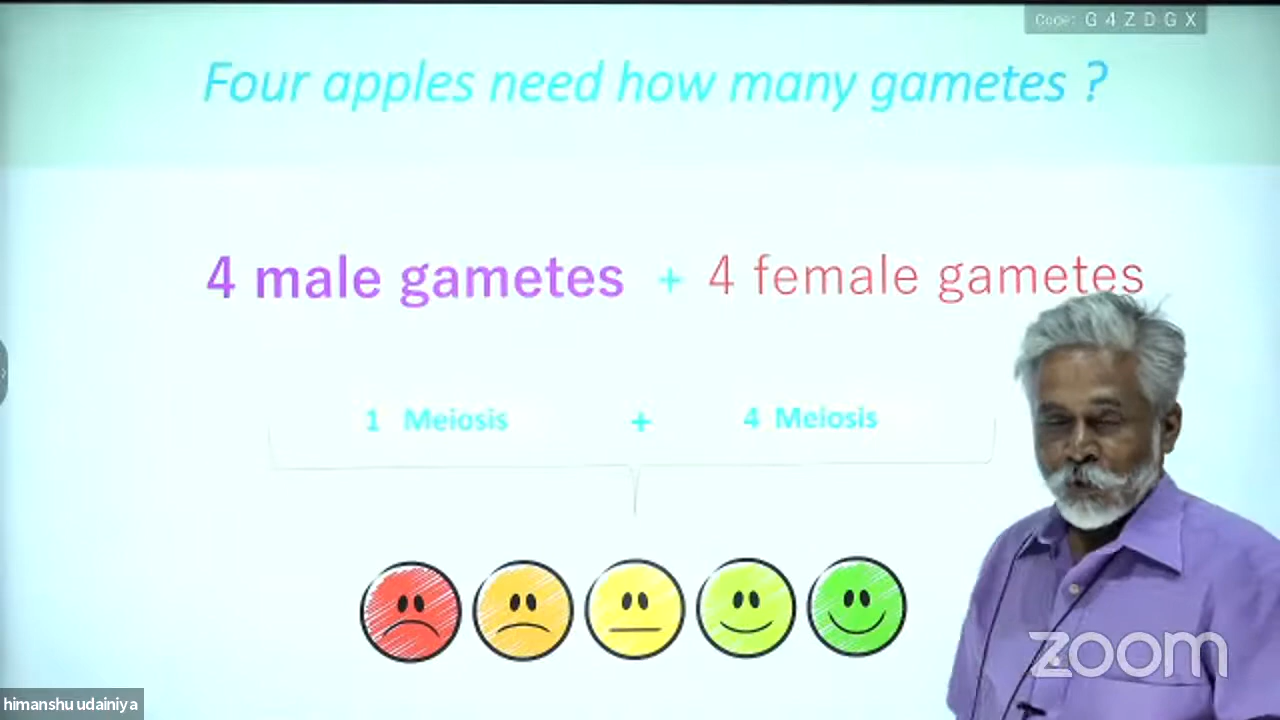 Code: G 4 Z D G X
Four apples need how many gametes ?
4 male gametes + 4 female gametes
1 Meiosis + 4 Meiosis
zoom
himanshu udainiya